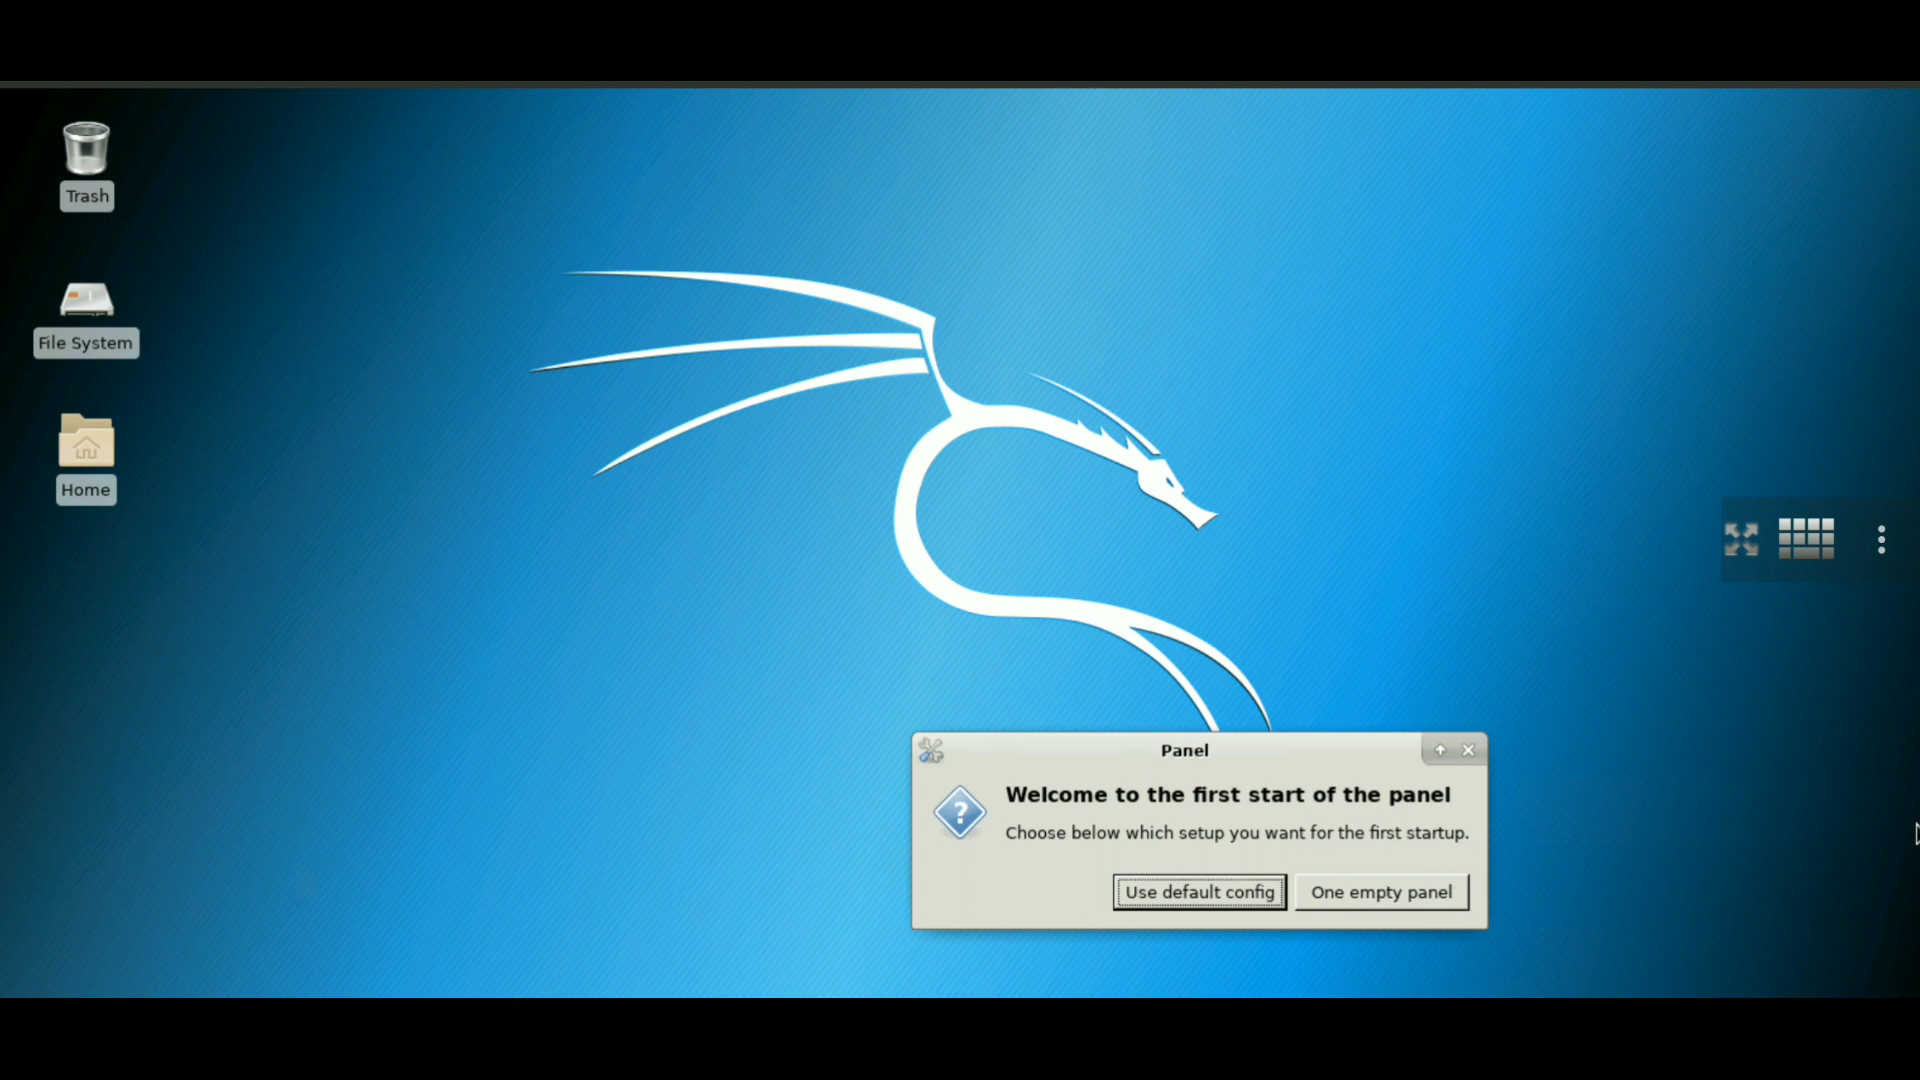 Trash
File System
Home
Panel
Welcome to the first start of the panel
Choose below which setup you want for the first startup.
Use default config
One empty panel